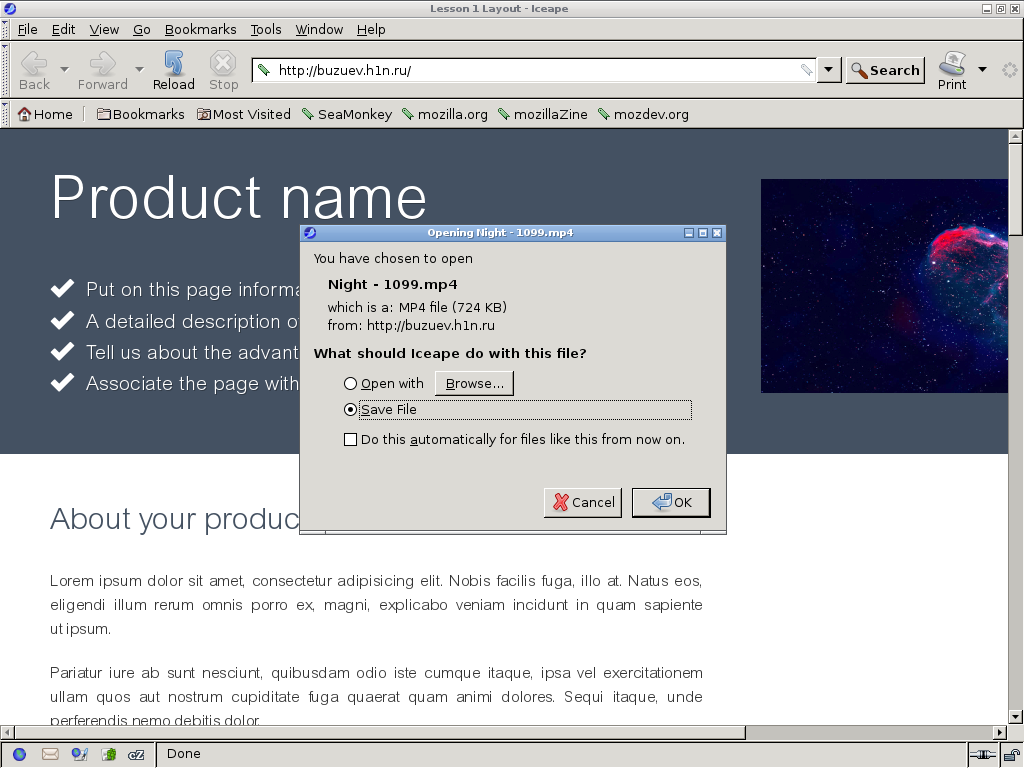 Lesson 1 Layout - Iceape
File Edit View Go Bookmarks Tools Window Help
Back Forward Reload Stop http://buzuev.h1n.ru/ Search Print
Home Bookmarks Most Visited SeaMonkey mozilla.org mozillaZine mozdev.org
Product name
Put on this page informa
A detailed description o
Tell us about the advant
Associate the page with
Opening Night - 1099.mp4
You have chosen to open
Night - 1099.mp4
which is a: MP4 file (724 KB)
from: http://buzuev.h1n.ru
What should Iceape do with this file?
Open with Browse...
Save File
Do this automatically for files like this from now on.
Cancel OK
About your produc
Lorem ipsum dolor sit amet, consectetur adipisicing elit. Nobis facilis fuga, illo at. Natus eos,
eligendi illum rerum omnis porro ex, magni, explicabo veniam incidunt in quam sapiente
ut ipsum.
Pariatur iure ab sunt nesciunt, quibusdam odio iste cumque itaque, ipsa vel exercitationem
ullam quos aut nostrum cupiditate fuga quaerat quam animi dolores. Sequi itaque, unde
perferendis nemo debitis dolor.
cZ Done